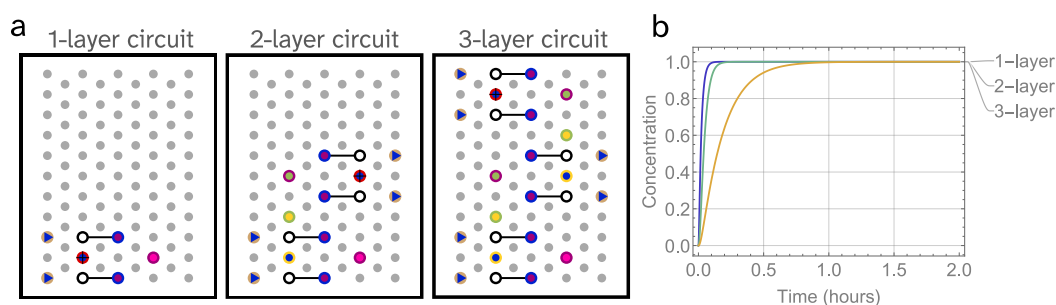 a
1-layer circuit
2-layer circuit
3-layer circuit
b
Concentration
1.0
0.8
0.6
0.4
0.2
0.0
0.0
0.5
1.0
1.5
2.0
Time (hours)
1-layer
2-layer
3-layer